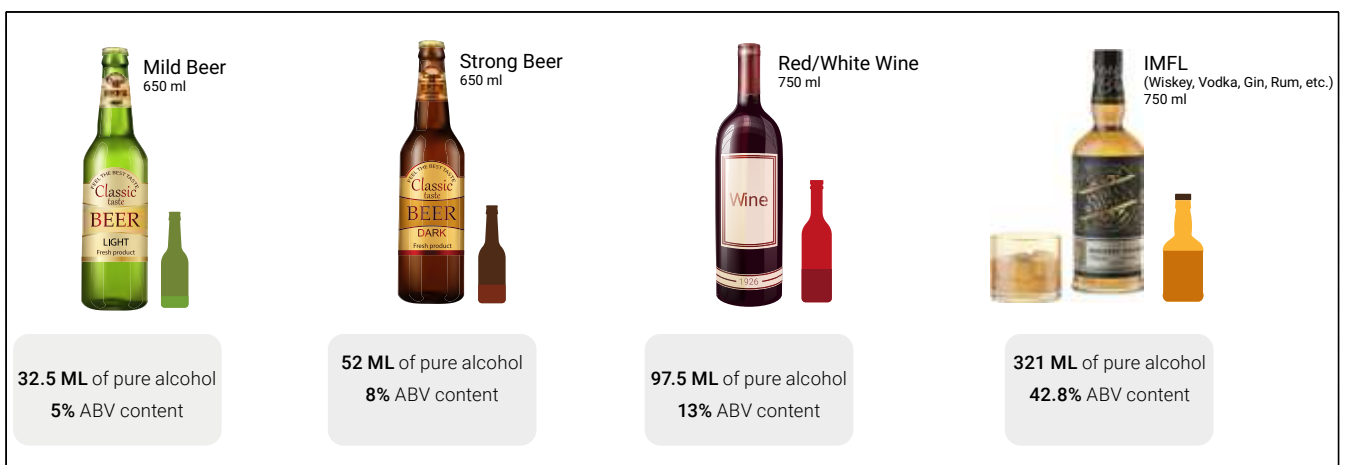 Mild Beer
650 ml
FEEL THE BEST TASTE
Classic
taste
BEER
LIGHT
Fresh product
32.5 ML of pure alcohol
5% ABV content
Strong Beer
650 ml
FEEL THE BEST TASTE
Classic
taste
BEER
DARK
Fresh product
52 ML of pure alcohol
8% ABV content
Red/White Wine
750 ml
Wine
1926
97.5 ML of pure alcohol
13% ABV content
IMFL
(Wiskey, Vodka, Gin, Rum, etc.)
750 ml
321 ML of pure alcohol
42.8% ABV content